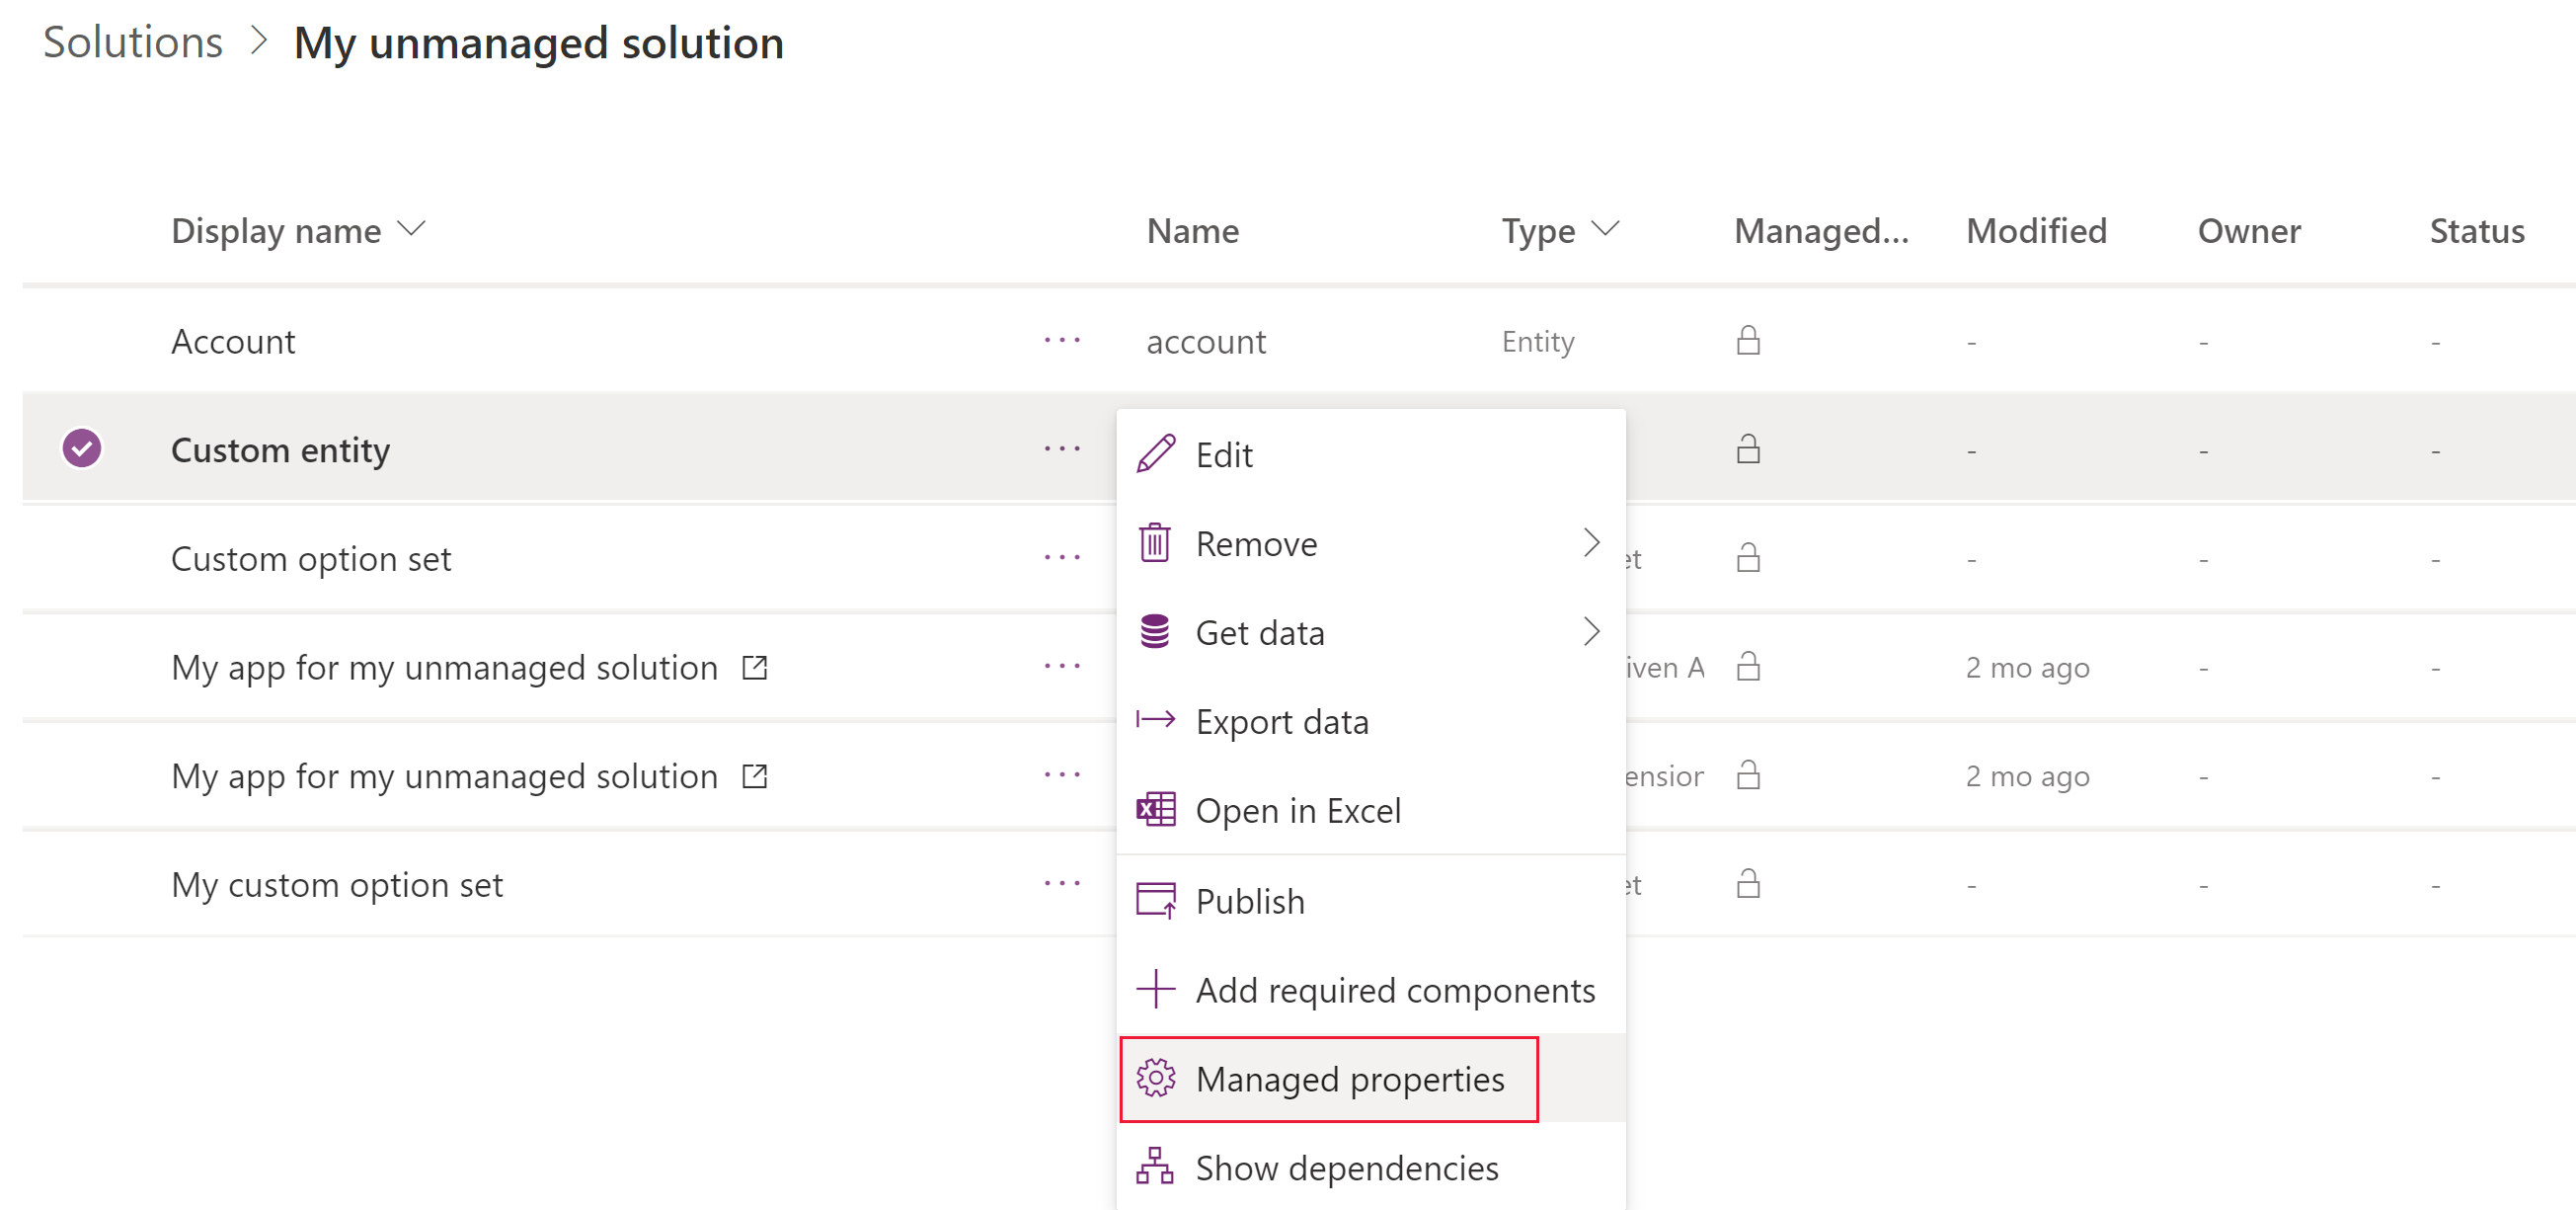 Solutions > My unmanaged solution
Display name Name Type Managed... Modified Owner Status
Account ... account Entity - - -
Custom entity ... - - -
Edit
Custom option set ... et - - -
Remove
Get data
My app for my unmanaged solution ... iven A 2 mo ago - -
Export data
My app for my unmanaged solution ... ension 2 mo ago - -
Open in Excel
My custom option set ... et - - -
Publish
Add required components
Managed properties
Show dependencies